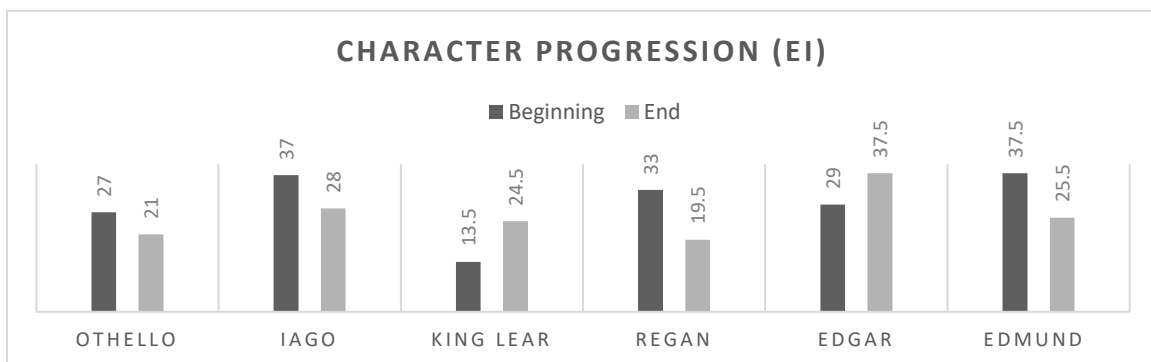 CHARACTER PROGRESSION (EI)
Beginning End
27 21 37 28 13.5 24.5 33 19.5 29 37.5 37.5 25.5
OTHELLO IAGO KING LEAR REGAN EDGAR EDMUND